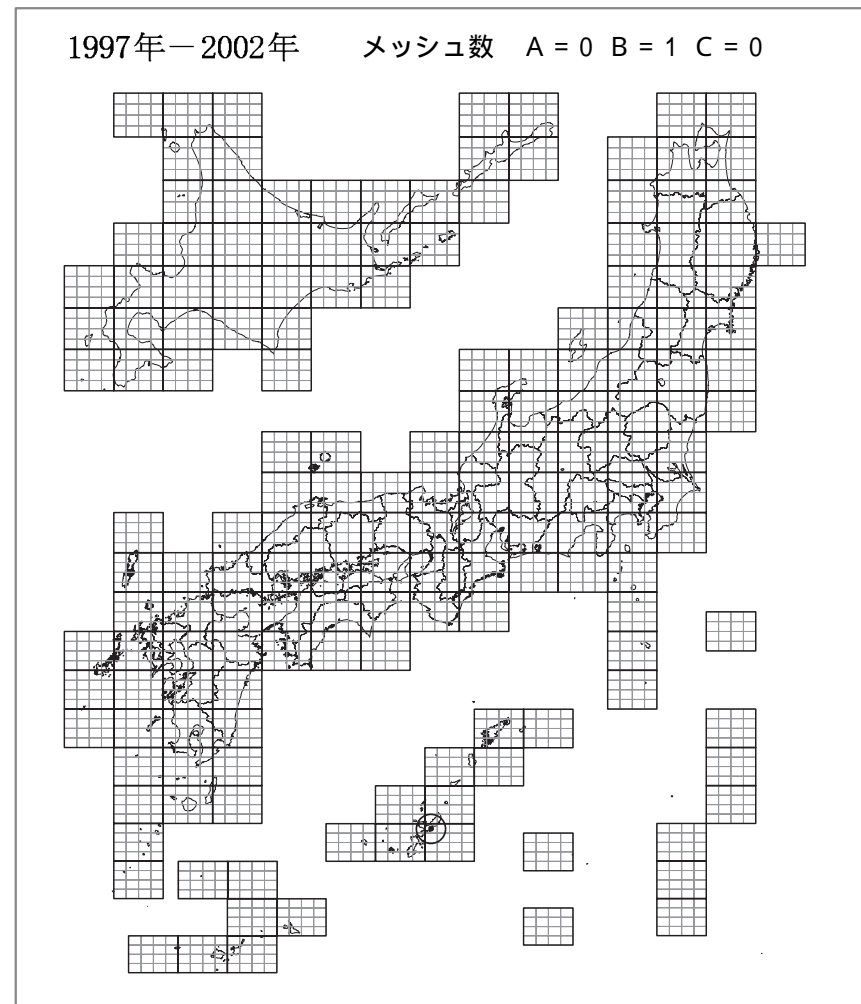 1997年－2002年 メッシュ数 A = 0 B = 1 C = 0